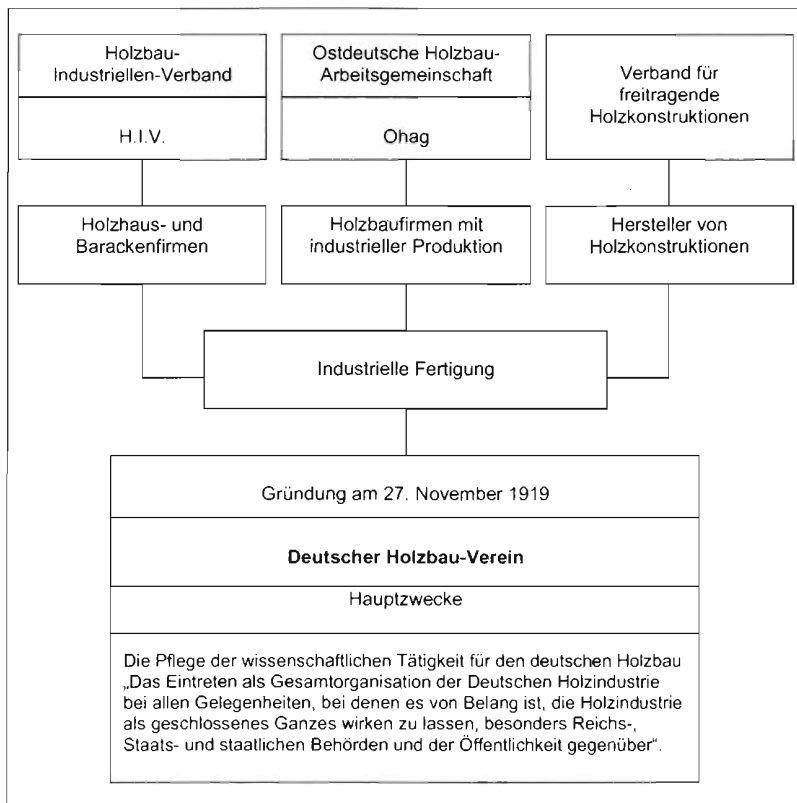 Holzbau-
Industriellen-Verband
H.I.V.
Ostdeutsche Holzbau-
Arbeitsgemeinschaft
Ohag
Verband für
freitragende
Holzkonstruktionen
Holzhaus- und
Barackenfirmen
Holzbaufirmen mit
industrieller Produktion
Hersteller von
Holzkonstruktionen
Industrielle Fertigung
Gründung am 27. November 1919
Deutscher Holzbau-Verein
Hauptzwecke
Die Pflege der wissenschaftlichen Tätigkeit für den deutschen Holzbau
„Das Eintreten als Gesamtorganisation der Deutschen Holzindustrie
bei allen Gelegenheiten, bei denen es von Belang ist, die Holzindustrie
als geschlossenes Ganzes wirken zu lassen, besonders Reichs-,
Staats- und staatlichen Behörden und der Öffentlichkeit gegenüber“.